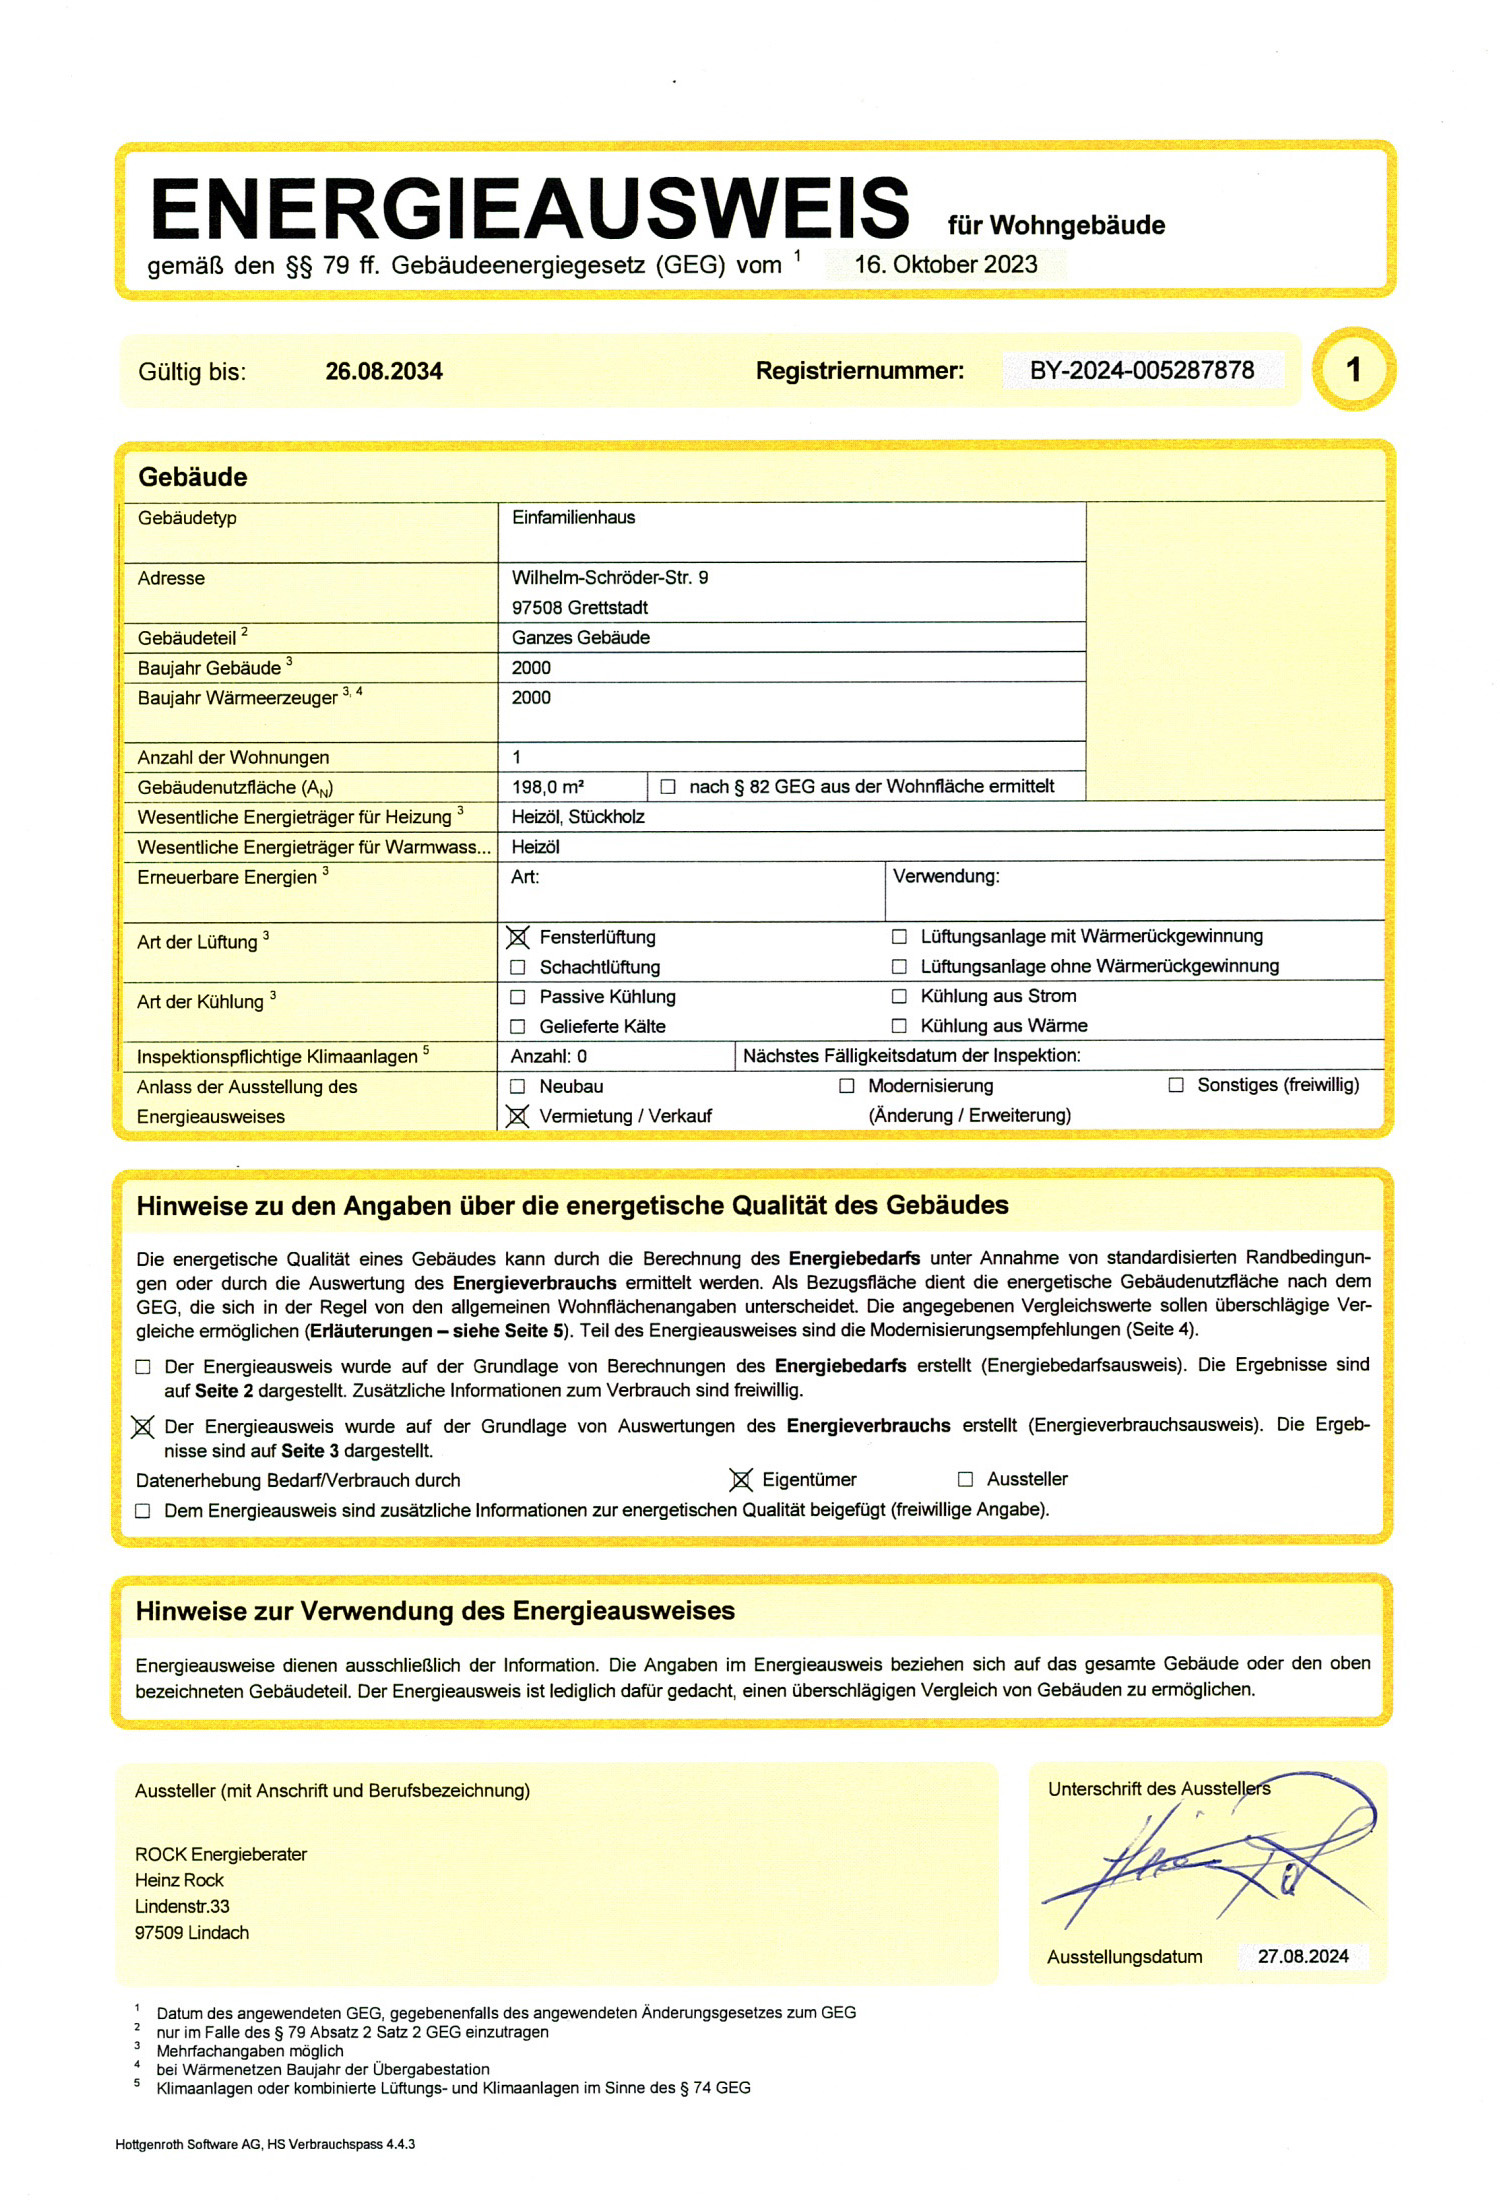 ENERGIEAUSWEIS für Wohngebäude
gemäß den §§ 79 ff. Gebäudeenergiegesetz (GEG) vom 1 16. Oktober 2023
Gültig bis: 26.08.2034 Registriernummer: BY-2024-005287878 1
Gebäude
Gebäudetyp Einfamilienhaus
Adresse Wilhelm-Schröder-Str. 9
97508 Grettstadt
Gebäudeteil 2 Ganzes Gebäude
Baujahr Gebäude 3 2000
Baujahr Wärmeerzeuger 3, 4 2000
Anzahl der Wohnungen 1
Gebäudenutzfläche (AN) 198,0 m² ☐ nach § 82 GEG aus der Wohnfläche ermittelt
Wesentliche Energieträger für Heizung 3 Heizöl, Stückholz
Wesentliche Energieträger für Warmwass... Heizöl
Erneuerbare Energien 3 Art: Verwendung:
Art der Lüftung 3 ☒ Fensterlüftung ☐ Lüftungsanlage mit Wärmerückgewinnung
☐ Schachtlüftung ☐ Lüftungsanlage ohne Wärmerückgewinnung
Art der Kühlung 3 ☐ Passive Kühlung ☐ Kühlung aus Strom
☐ Gelieferte Kälte ☐ Kühlung aus Wärme
Inspektionspflichtige Klimaanlagen 5 Anzahl: 0 Nächstes Fälligkeitsdatum der Inspektion:
Anlass der Ausstellung des ☐ Neubau ☐ Modernisierung ☐ Sonstiges (freiwillig)
Energieausweises ☒ Vermietung / Verkauf (Änderung / Erweiterung)
Hinweise zu den Angaben über die energetische Qualität des Gebäudes
Die energetische Qualität eines Gebäudes kann durch die Berechnung des Energiebedarfs unter Annahme von standardisierten Randbedingun-
gen oder durch die Auswertung des Energieverbrauchs ermittelt werden. Als Bezugsfläche dient die energetische Gebäudenutzfläche nach dem
GEG, die sich in der Regel von den allgemeinen Wohnflächenangaben unterscheidet. Die angegebenen Vergleichswerte sollen überschlägige Ver-
gleiche ermöglichen (Erläuterungen – siehe Seite 5). Teil des Energieausweises sind die Modernisierungsempfehlungen (Seite 4).
☐ Der Energieausweis wurde auf der Grundlage von Berechnungen des Energiebedarfs erstellt (Energiebedarfsausweis). Die Ergebnisse sind
auf Seite 2 dargestellt. Zusätzliche Informationen zum Verbrauch sind freiwillig.
☒ Der Energieausweis wurde auf der Grundlage von Auswertungen des Energieverbrauchs erstellt (Energieverbrauchsausweis). Die Ergeb-
nisse sind auf Seite 3 dargestellt.
Datenerhebung Bedarf/Verbrauch durch ☒ Eigentümer ☐ Aussteller
☐ Dem Energieausweis sind zusätzliche Informationen zur energetischen Qualität beigefügt (freiwillige Angabe).
Hinweise zur Verwendung des Energieausweises
Energieausweise dienen ausschließlich der Information. Die Angaben im Energieausweis beziehen sich auf das gesamte Gebäude oder den oben
bezeichneten Gebäudeteil. Der Energieausweis ist lediglich dafür gedacht, einen überschlägigen Vergleich von Gebäuden zu ermöglichen.
Aussteller (mit Anschrift und Berufsbezeichnung)
ROCK Energieberater
Heinz Rock
Lindenstr.33
97509 Lindach
Unterschrift des Ausstellers
Ausstellungsdatum 27.08.2024
1 Datum des angewendeten GEG, gegebenenfalls des angewendeten Änderungsgesetzes zum GEG
2 nur im Falle des § 79 Absatz 2 Satz 2 GEG einzutragen
3 Mehrfachangaben möglich
4 bei Wärmenetzen Baujahr der Übergabestation
5 Klimaanlagen oder kombinierte Lüftungs- und Klimaanlagen im Sinne des § 74 GEG
Hottgenroth Software AG, HS Verbrauchspass 4.4.3